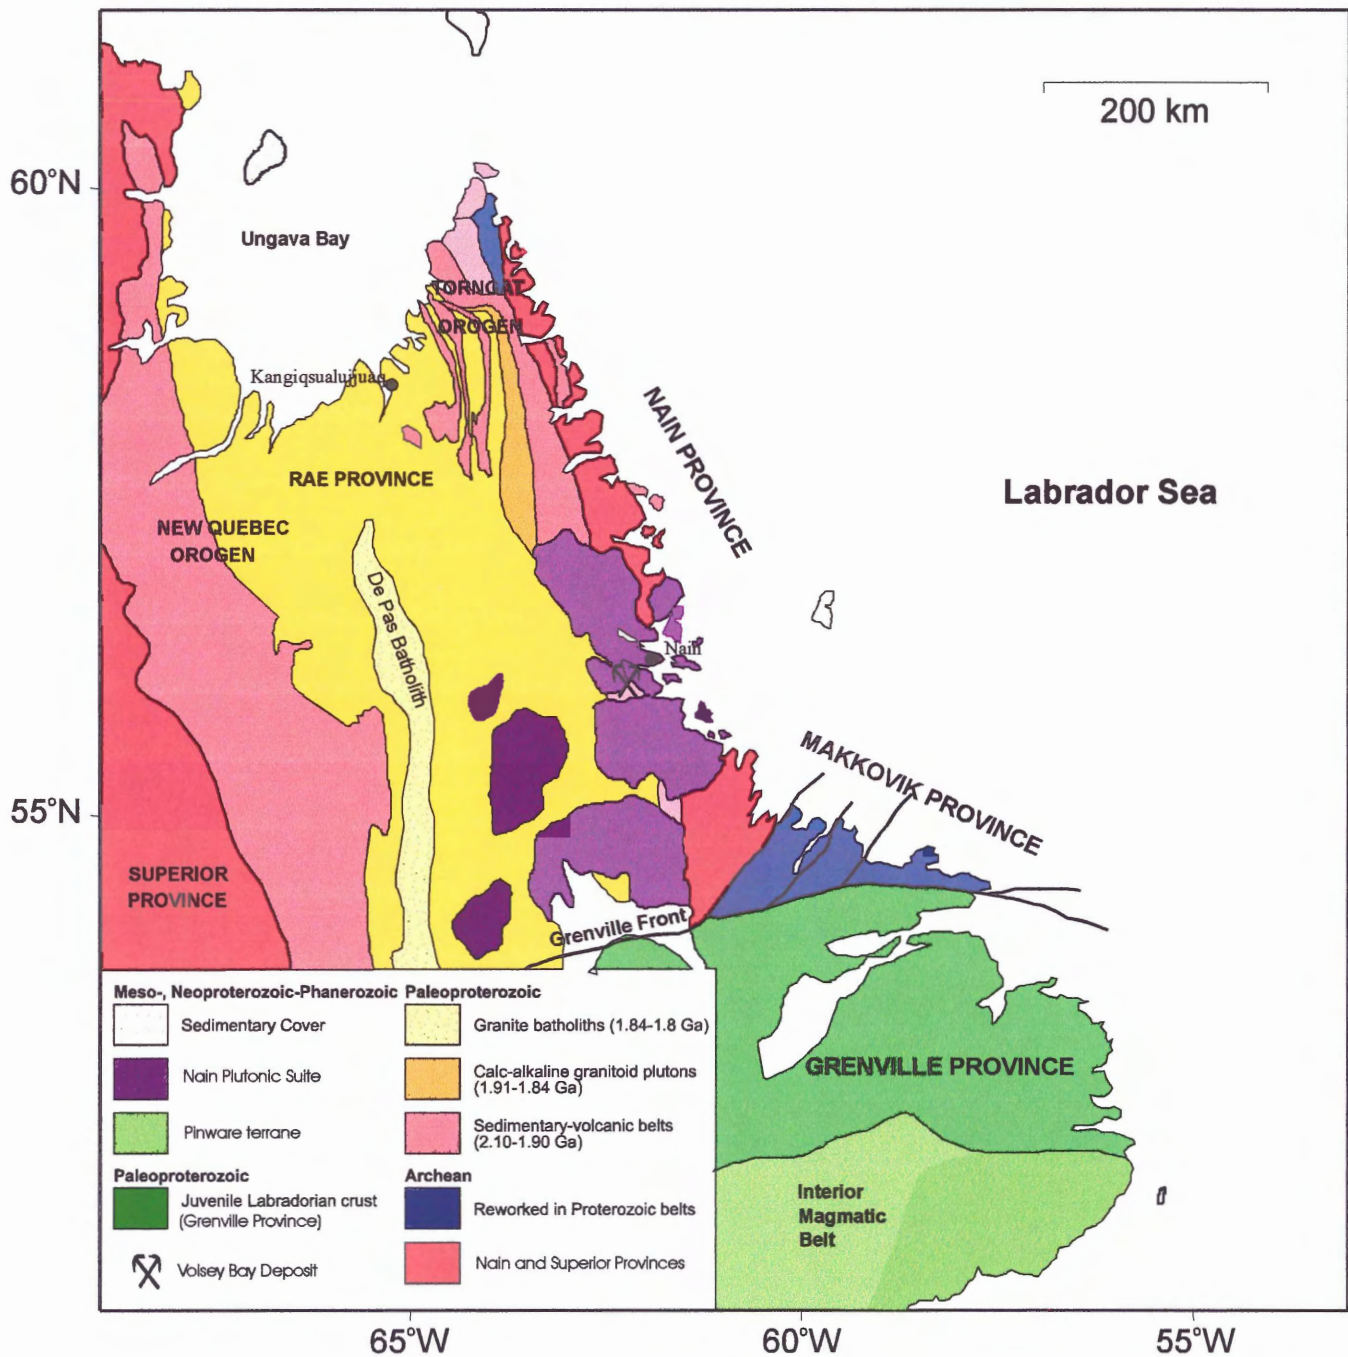 200 km
60°N
Ungava Bay
TORNGAT
OROGEN
Kangiqsualujjuaq
NAIN PROVINCE
RAE PROVINCE
Labrador Sea
NEW QUEBEC
OROGEN
De Pas Batholith
Nain
MAKKOVIK PROVINCE
55°N
SUPERIOR
PROVINCE
Grenville Front
Meso-, Neoproterozoic-Phanerozoic
Sedimentary Cover
Nain Plutonic Suite
Pinware terrane
Paleoproterozoic
Juvenile Labradorian crust
(Grenville Province)
Voisey Bay Deposit
Paleoproterozoic
Granite batholiths (1.84-1.8 Ga)
Calc-alkaline granitoid plutons
(1.91-1.84 Ga)
Sedimentary-volcanic belts
(2.10-1.90 Ga)
Archean
Reworked in Proterozoic belts
Nain and Superior Provinces
GRENVILLE PROVINCE
Interior
Magmatic
Belt
65°W
60°W
55°W